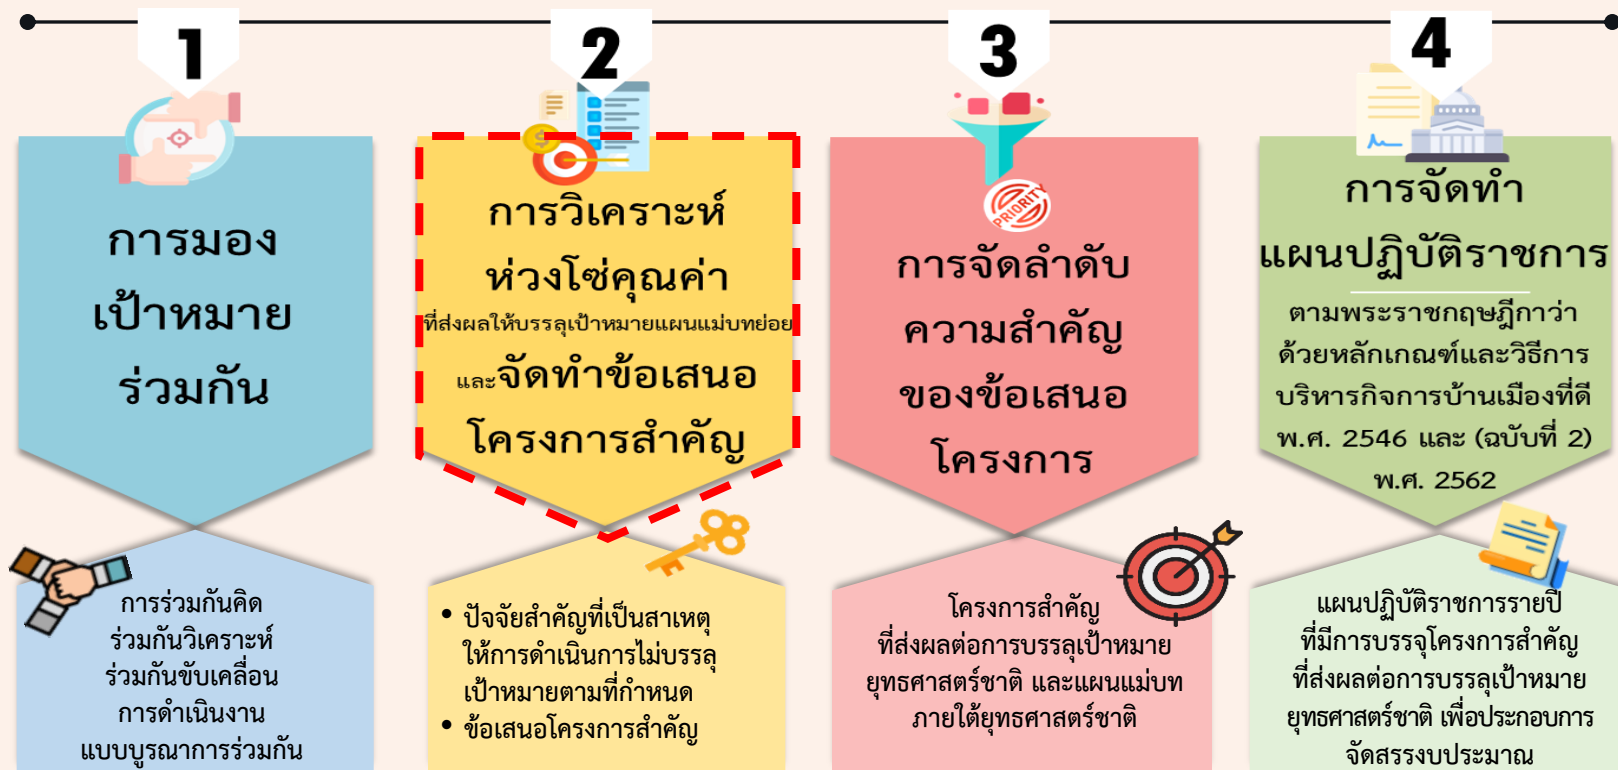 1
การมอง
เป้าหมาย
ร่วมกัน
การร่วมกันคิด
ร่วมกันวิเคราะห์
ร่วมกันขับเคลื่อน
การดำเนินงาน
แบบบูรณาการร่วมกัน
2
$
การวิเคราะห์
ห่วงโซ่คุณค่า
ที่ส่งผลให้บรรลุเป้าหมายแผนแม่บทย่อย
และจัดทำข้อเสนอ
โครงการสำคัญ
• ปัจจัยสำคัญที่เป็นสาเหตุ
ให้การดำเนินการไม่บรรลุ
เป้าหมายตามที่กำหนด
• ข้อเสนอโครงการสำคัญ
3
PRIORITY
การจัดลำดับ
ความสำคัญ
ของข้อเสนอ
โครงการ
โครงการสำคัญ
ที่ส่งผลต่อการบรรลุเป้าหมาย
ยุทธศาสตร์ชาติ และแผนแม่บท
ภายใต้ยุทธศาสตร์ชาติ
4
การจัดทำ
แผนปฏิบัติราชการ
ตามพระราชกฤษฎีกาว่า
ด้วยหลักเกณฑ์และวิธีการ
บริหารกิจการบ้านเมืองที่ดี
พ.ศ. 2546 และ (ฉบับที่ 2)
พ.ศ. 2562
แผนปฏิบัติราชการรายปี
ที่มีการบรรจุโครงการสำคัญ
ที่ส่งผลต่อการบรรลุเป้าหมาย
ยุทธศาสตร์ชาติ เพื่อประกอบการ
จัดสรรงบประมาณ